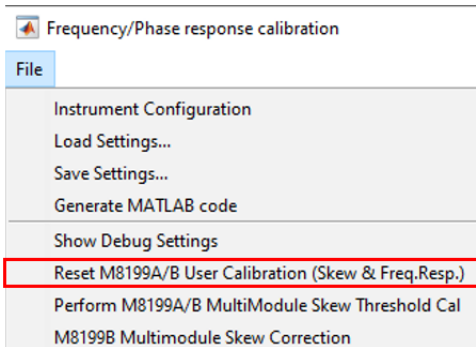 Frequency/Phase response calibration
File
Instrument Configuration
Load Settings...
Save Settings...
Generate MATLAB code
Show Debug Settings
Reset M8199A/B User Calibration (Skew & Freq.Resp.)
Perform M8199A/B MultiModule Skew Threshold Cal
M8199B Multimodule Skew Correction